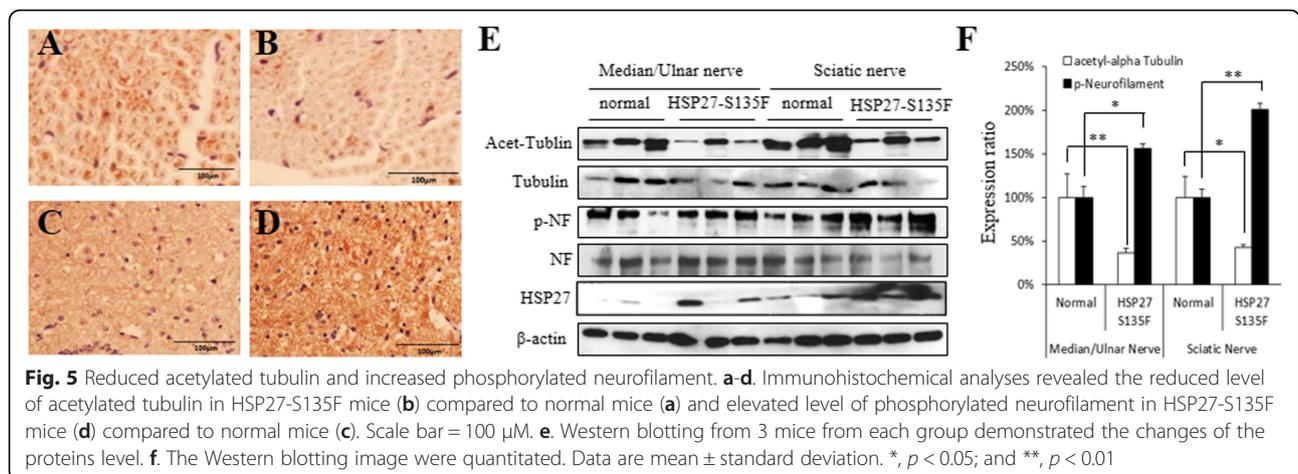 A
B
C
D
100µm
100µm
100µm
100µm
E
Median/Ulnar nerve Sciatic nerve
normal HSP27-S135F normal HSP27-S135F
Acet-Tublin
Tubulin
p-NF
NF
HSP27
β-actin
F
acetyl-alpha Tubulin
p-Neurofilament
Expression ratio
250%
200%
150%
100%
50%
0%
** * * **
Normal HSP27 S135F Normal HSP27 S135F
Median/Ulnar Nerve Sciatic Nerve
Fig. 5 Reduced acetylated tubulin and increased phosphorylated neurofilament. a-d. Immunohistochemical analyses revealed the reduced level
of acetylated tubulin in HSP27-S135F mice (b) compared to normal mice (a) and elevated level of phosphorylated neurofilament in HSP27-S135F
mice (d) compared to normal mice (c). Scale bar = 100 µM. e. Western blotting from 3 mice from each group demonstrated the changes of the
proteins level. f. The Western blotting image were quantitated. Data are mean ± standard deviation. *, p < 0.05; and **, p < 0.01